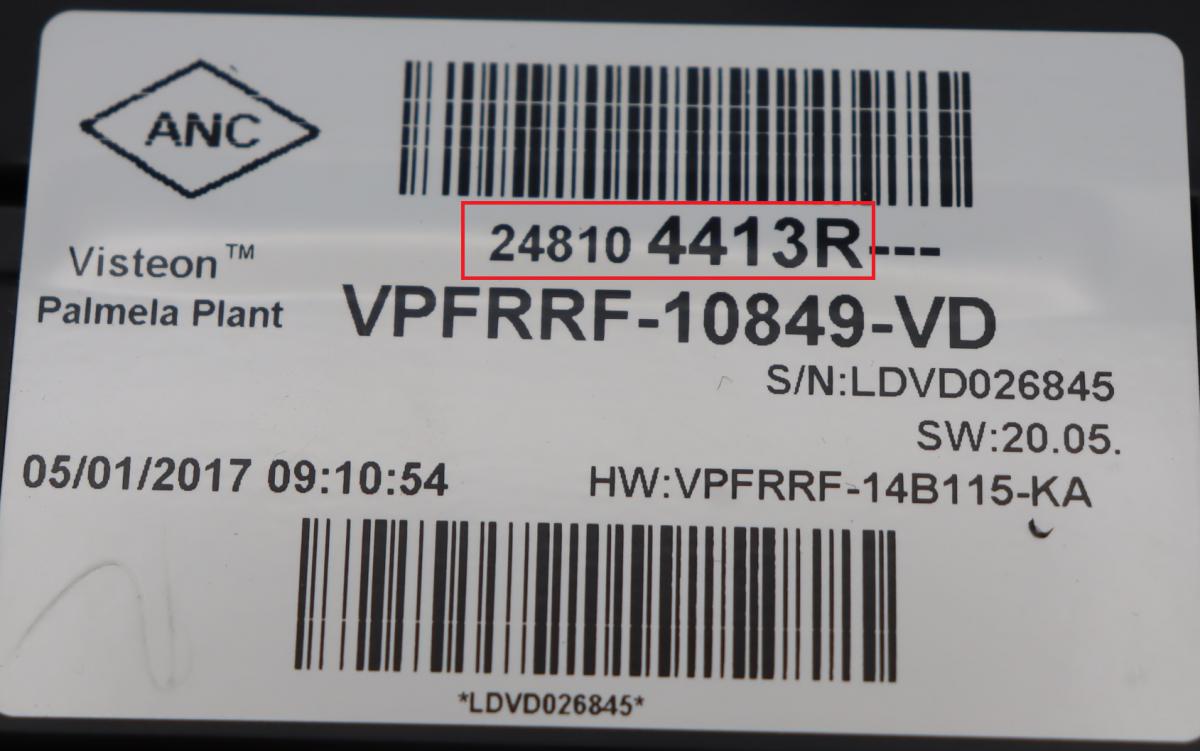 ANC
24810 4413R---
Visteon™
Palmela Plant
VPFRRF-10849-VD
S/N:LDVD026845
SW:20.05.
05/01/2017 09:10:54
HW:VPFRRF-14B115-KA
*LDVD026845*